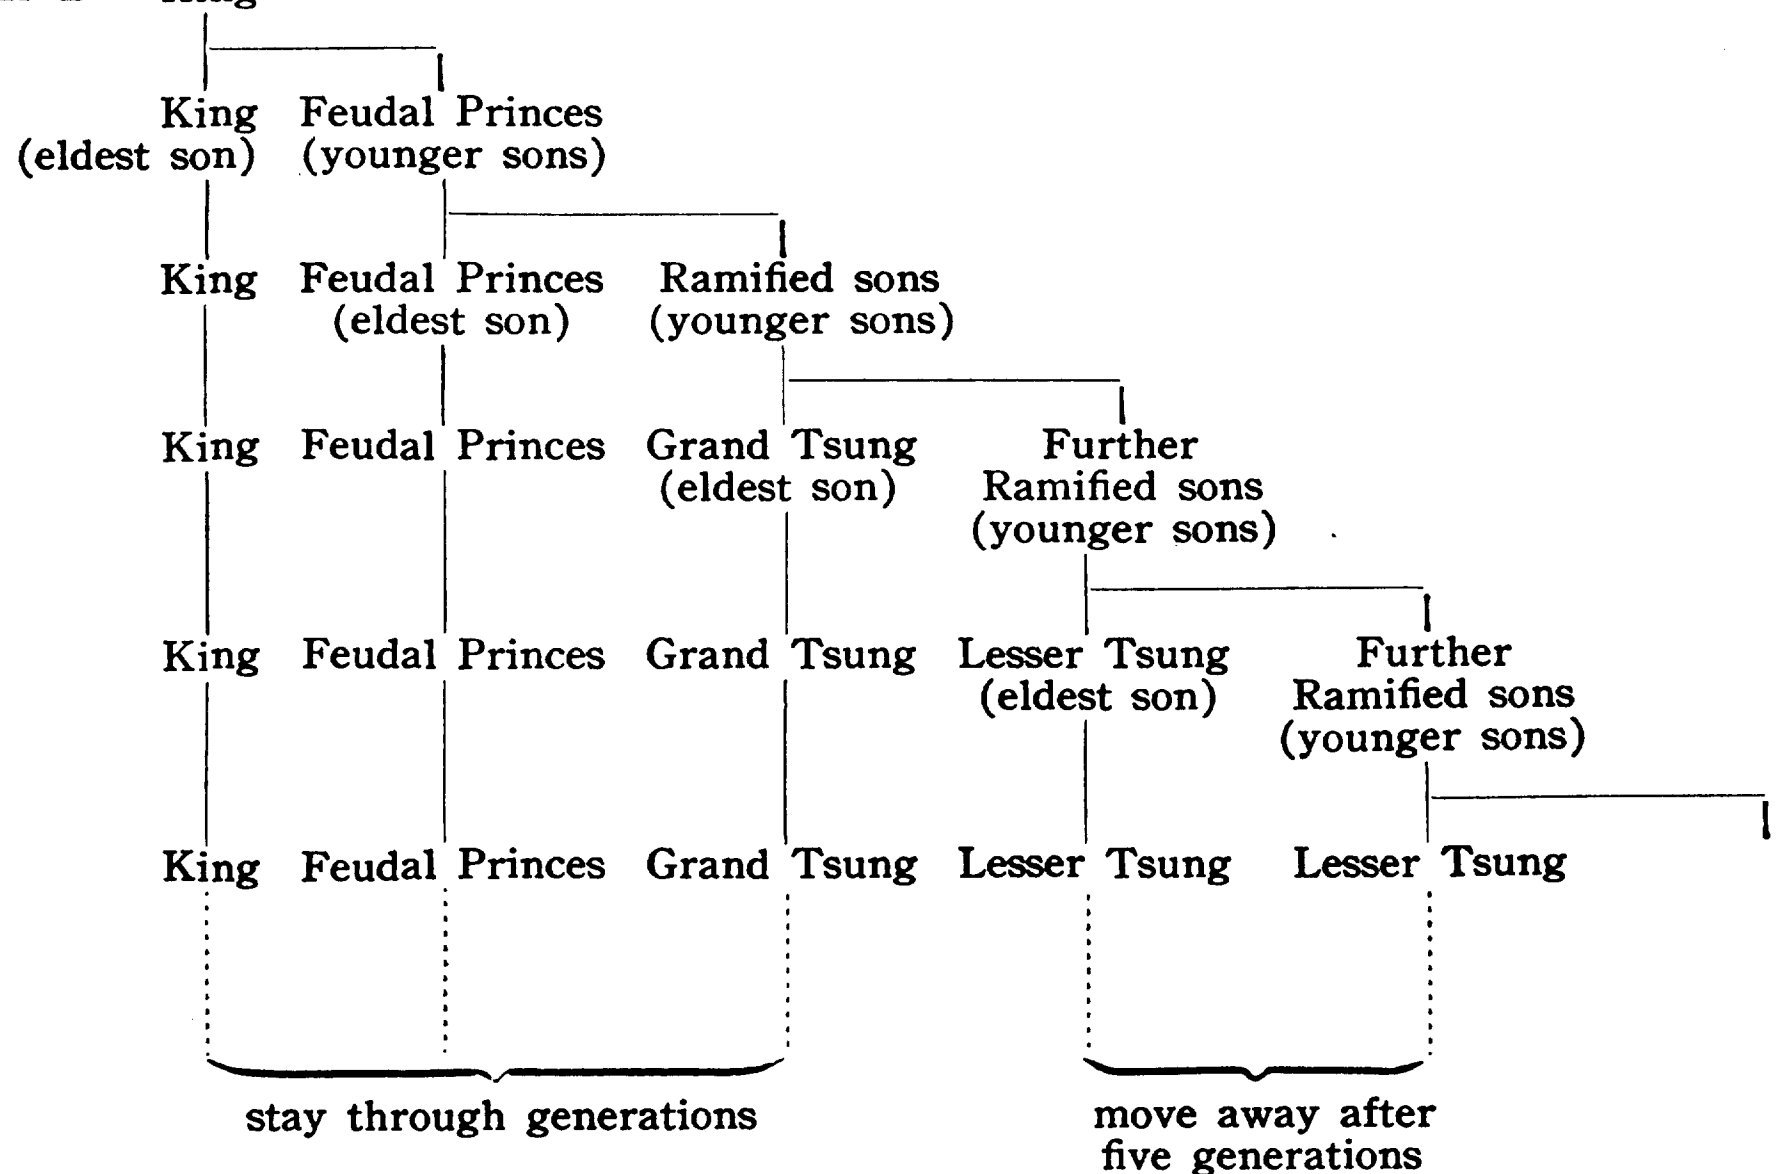 King Feudal Princes
(eldest son) (younger sons)
King Feudal Princes Ramified sons
(eldest son) (younger sons)
King Feudal Princes Grand Tsung Further
(eldest son) Ramified sons
(younger sons)
King Feudal Princes Grand Tsung Lesser Tsung Further
(eldest son) Ramified sons
(younger sons)
King Feudal Princes Grand Tsung Lesser Tsung Lesser Tsung
stay through generations move away after
five generations